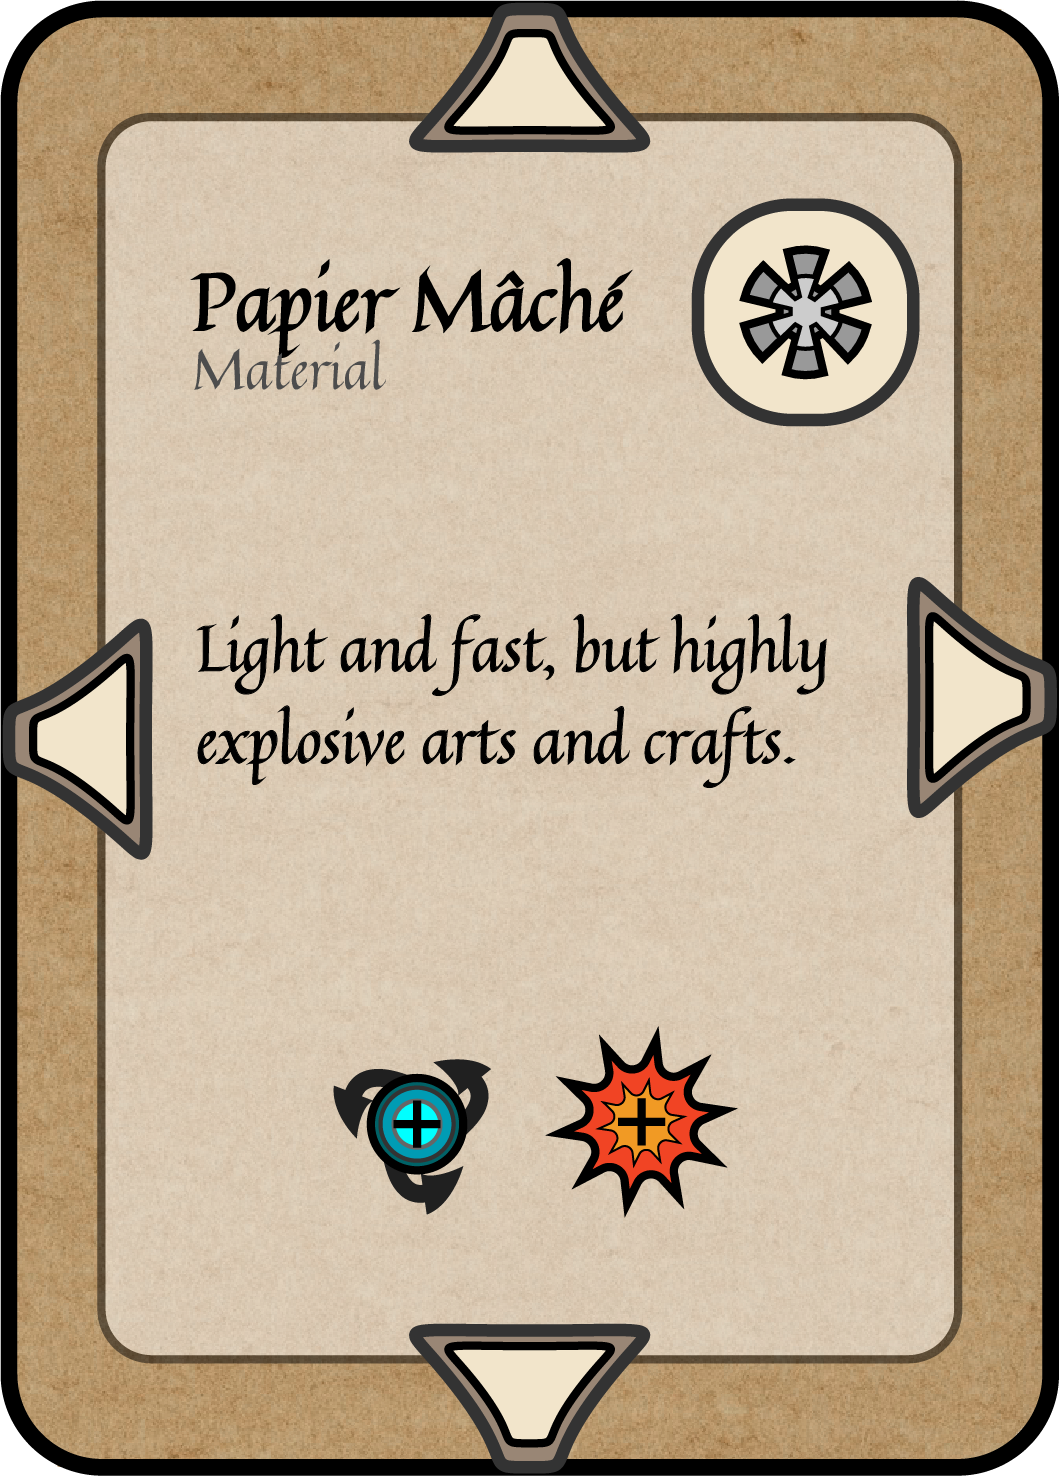 Papier Mâché
Material
Light and fast, but highly
explosive arts and crafts.